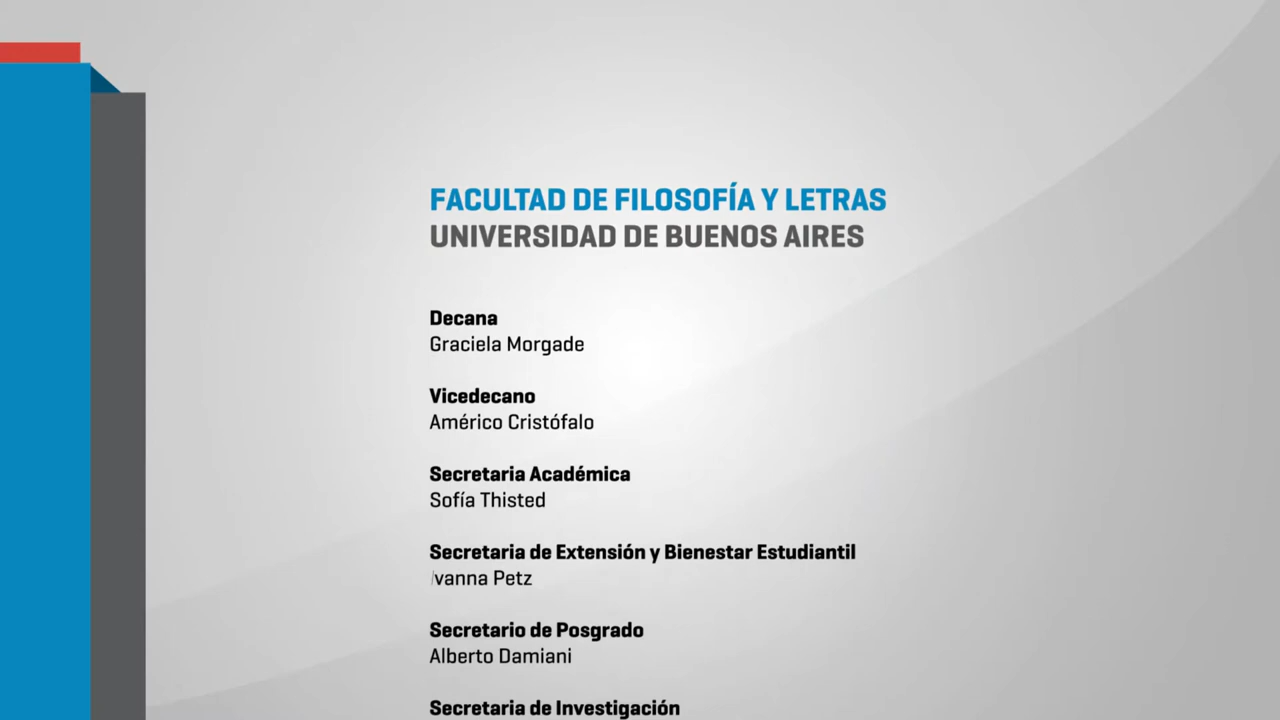 FACULTAD DE FILOSOFÍA Y LETRAS
UNIVERSIDAD DE BUENOS AIRES
Decana
Graciela Morgade
Vicedecano
Américo Cristófalo
Secretaria Académica
Sofía Thisted
Secretaria de Extensión y Bienestar Estudiantil
Ivanna Petz
Secretario de Posgrado
Alberto Damiani
Secretaria de Investigación